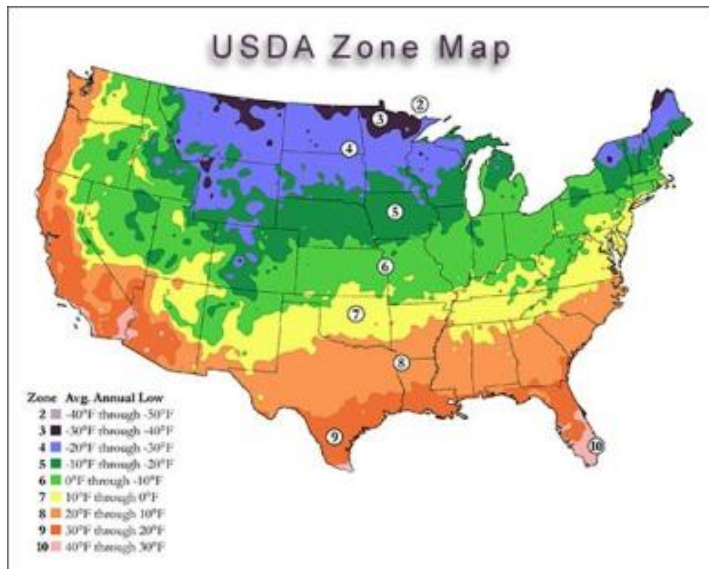 USDA Zone Map
2
3
4
5
6
7
8
9
10
Zone Avg. Annual Low
2 -40°F through -50°F
3 -30°F through -40°F
4 -20°F through -30°F
5 -10°F through -20°F
6 0°F through -10°F
7 10°F through 0°F
8 20°F through 10°F
9 30°F through 20°F
10 40°F through 30°F